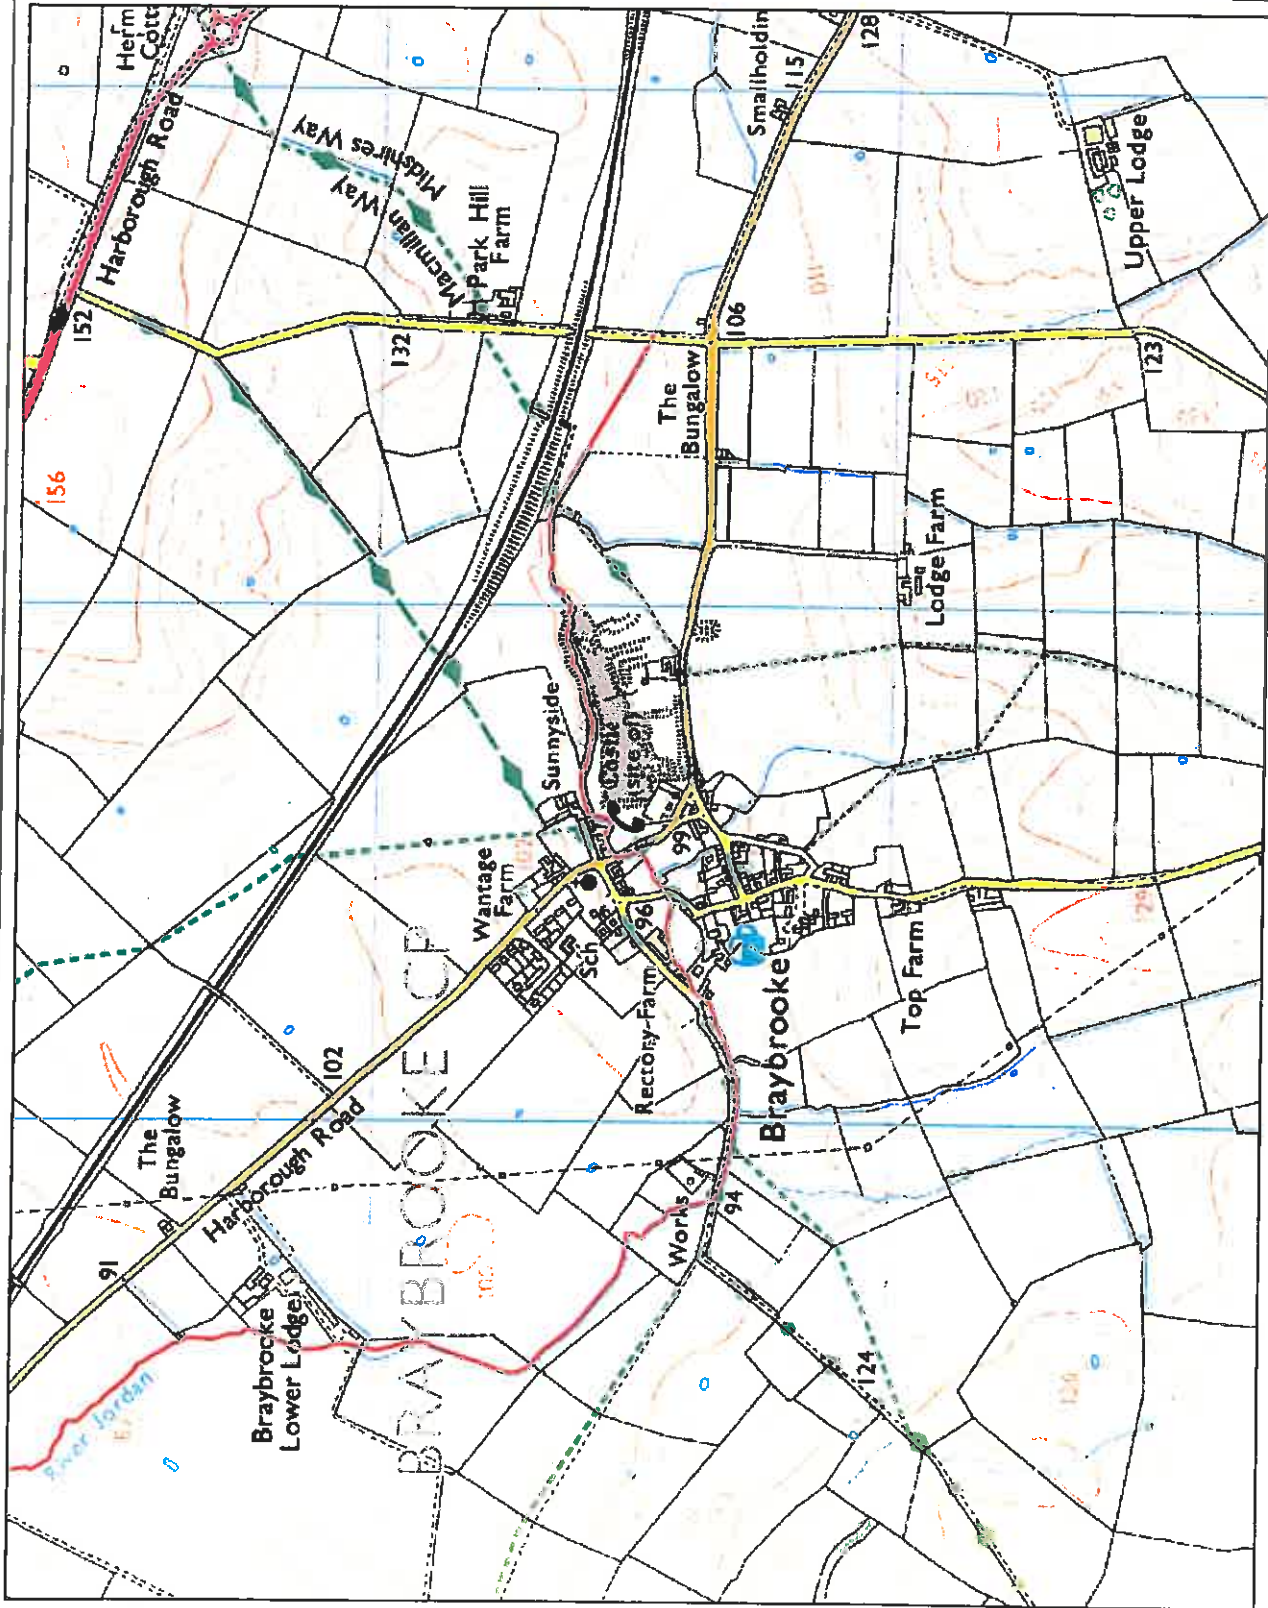 Herm
Cott
Harborough Road
152
156
Midshires Way
Macmillan Way
Park Hill
Farm
132
Smallholdin
115
128
Upper Lodge
106
The
Bungalow
123
Lodge Farm
Sunnyside
Castle
(site of)
99
96
Wantage
Farm
Sch
Rectory Farm
Braybrooke
Top Farm
129
102
The
Bungalow
Harborough Road
91
BRAYBROOKE CP
Braybrooke
Lower Lodge
River Jordan
Works
94
124